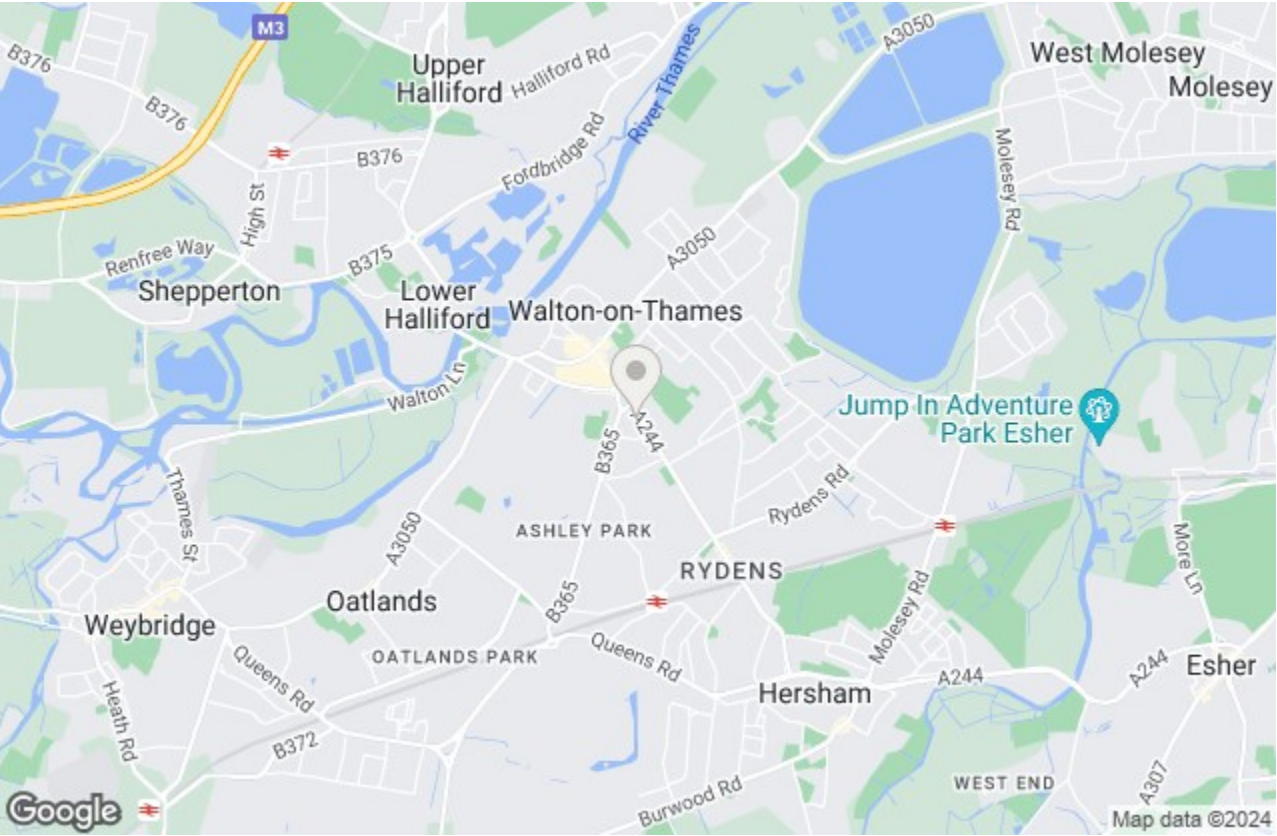 M3
B376
Upper
Halliford
Halliford Rd
A3050
West Molesey
Molesey
B376
River Thames
B376
Fordbridge Rd
Molesey Rd
High St
Renfree Way
B375
A3050
Shepperton
Lower
Halliford
Walton-on-Thames
Walton Ln
Jump In Adventure
Park Esher
A244
B365
Thames St
Rydens Rd
A3050
ASHLEY PARK
More Ln
RYDENS
Oatlands
B365
Molesey Rd
Weybridge
Queens Rd
OATLANDS PARK
Queens Rd
A244
A244
Esher
Hersham
Heath Rd
B372
WEST END
A307
Burwood Rd
Google
Map data ©2024